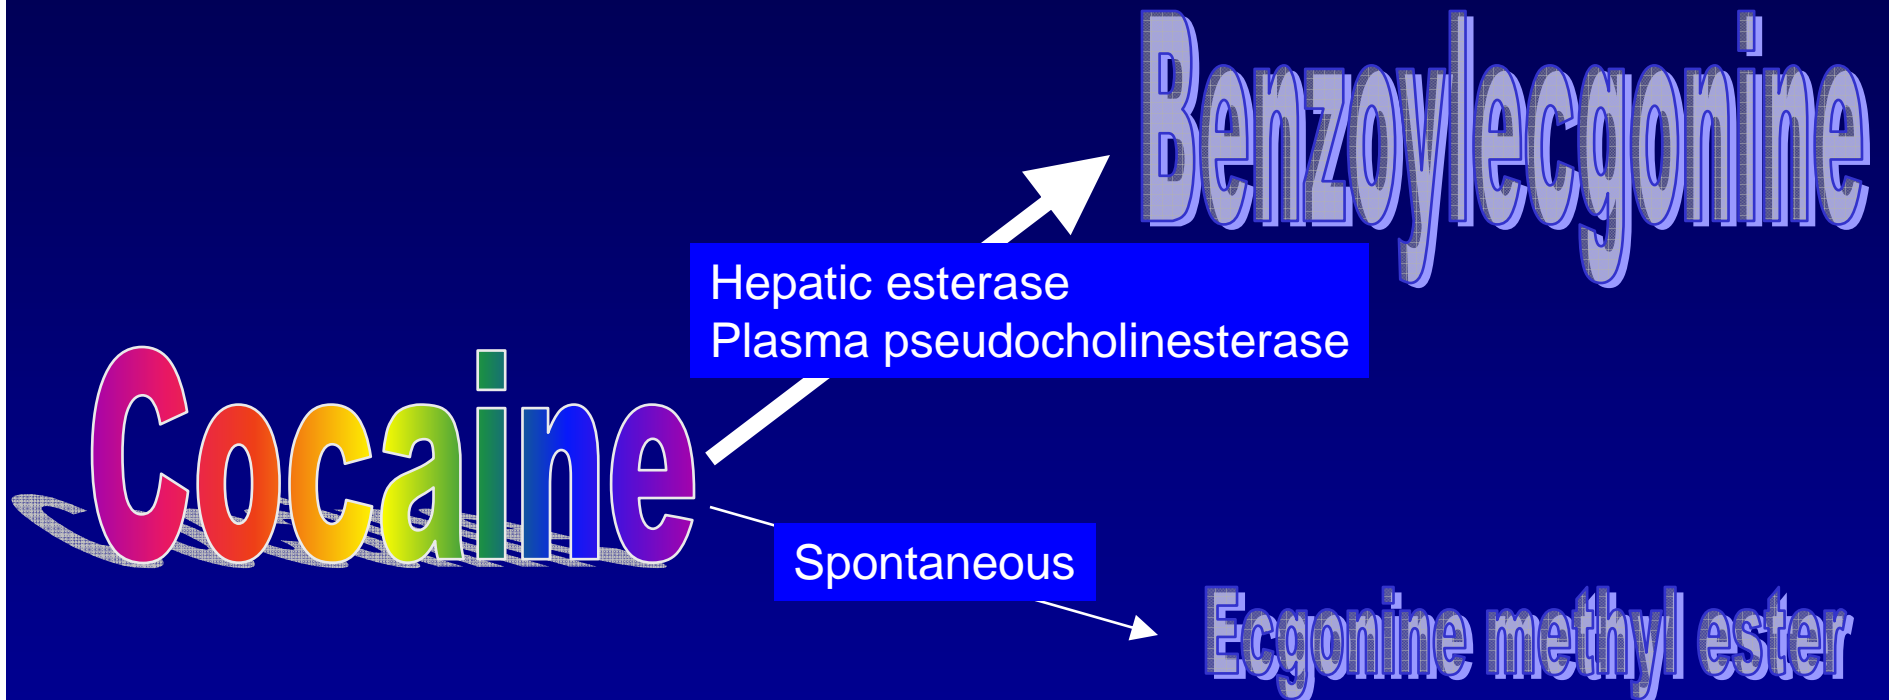 Benzoylecgonine
Hepatic esterase
Plasma pseudocholinesterase
Cocaine
Spontaneous
Ecgonine methyl ester